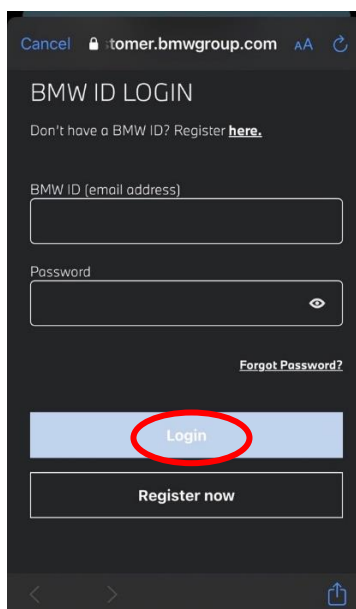 Cancel tomer.bmwgroup.com AA
BMW ID LOGIN
Don't have a BMW ID? Register here.
BMW ID (email address)
Password
Forgot Password?
Login
Register now